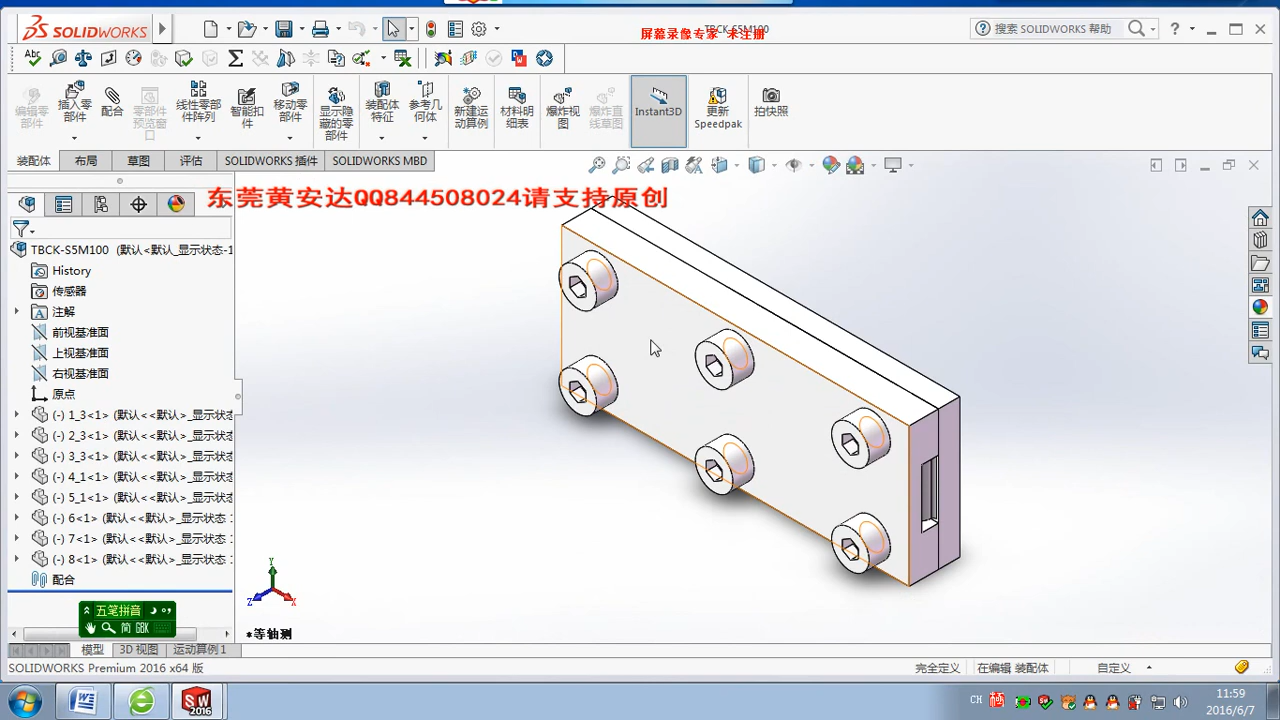 SOLIDWORKS
TBCK-S5M100
屏幕录像专家 未注册
搜索 SOLIDWORKS 帮助
编辑零部件
插入零部件
配合
零部件预览窗口
线性零部件阵列
智能扣件
移动零部件
显示隐藏的零部件
装配体特征
参考几何体
新建运动算例
材料明细表
爆炸视图
爆炸直线草图
Instant3D
更新 Speedpak
拍快照
装配体
布局
草图
评估
SOLIDWORKS 插件
SOLIDWORKS MBD
东莞黄安达QQ844508024请支持原创
TBCK-S5M100 (默认<默认_显示状态-1
History
传感器
注解
前视基准面
上视基准面
右视基准面
原点
(-) 1_3<1> (默认<<默认>_显示状
(-) 2_3<1> (默认<<默认>_显示状
(-) 3_3<1> (默认<<默认>_显示状
(-) 4_1<1> (默认<<默认>_显示状
(-) 5_1<1> (默认<<默认>_显示状
(-) 6<1> (默认<<默认>_显示状态
(-) 7<1> (默认<<默认>_显示状态
(-) 8<1> (默认<<默认>_显示状态
配合
五笔拼音
简 GBK
Y
Z
X
*等轴测
模型
3D 视图
运动算例1
SOLIDWORKS Premium 2016 x64 版
完全定义
在编辑 装配体
自定义
SW 2016
CH
11:59
2016/6/7